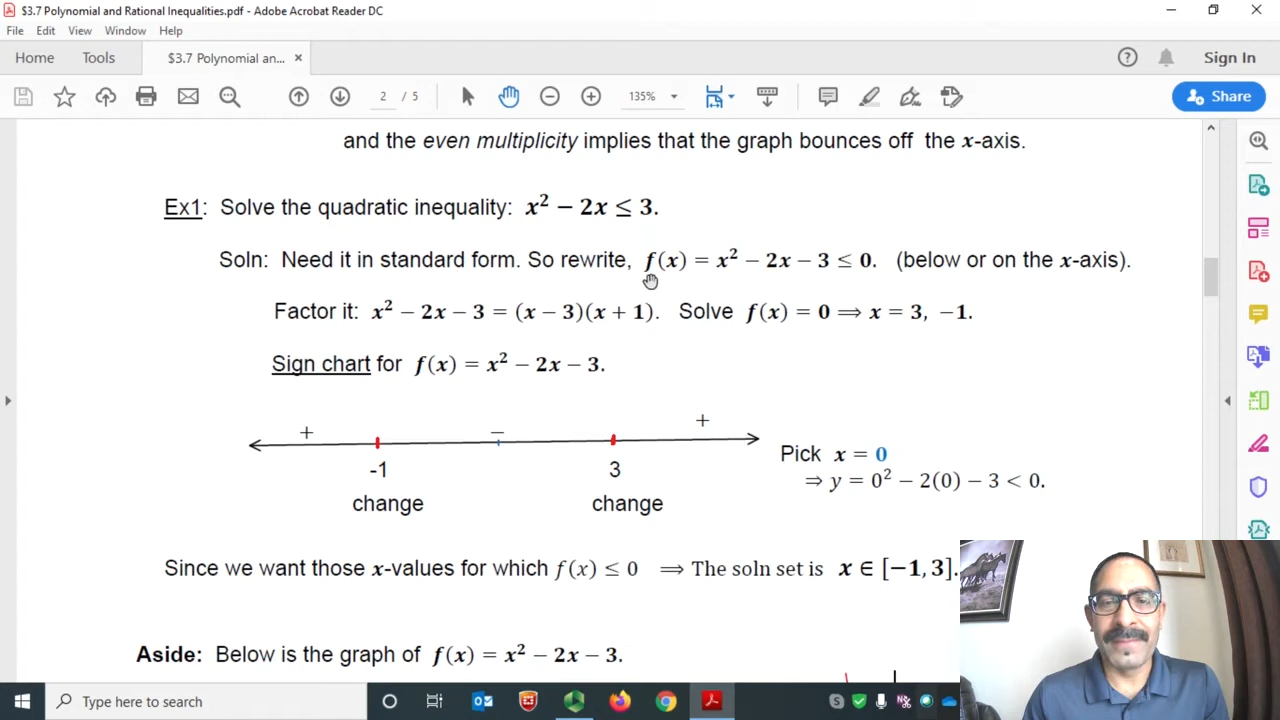 $3.7 Polynomial and Rational Inequalities.pdf - Adobe Acrobat Reader DC
File Edit View Window Help
Home Tools $3.7 Polynomial an... × Sign In
2 / 5 135% Share
and the even multiplicity implies that the graph bounces off the x-axis.
Ex1: Solve the quadratic inequality: x² − 2x ≤ 3.
Soln: Need it in standard form. So rewrite, f(x) = x² − 2x − 3 ≤ 0. (below or on the x-axis).
Factor it: x² − 2x − 3 = (x − 3)(x + 1). Solve f(x) = 0 ⟹ x = 3, −1.
Sign chart for f(x) = x² − 2x − 3.
+ − +
-1 3
change change
Pick x = 0
⇒ y = 0² − 2(0) − 3 < 0.
Since we want those x-values for which f(x) ≤ 0 ⟹ The soln set is x ∈ [−1, 3].
Aside: Below is the graph of f(x) = x² − 2x − 3.
Type here to search